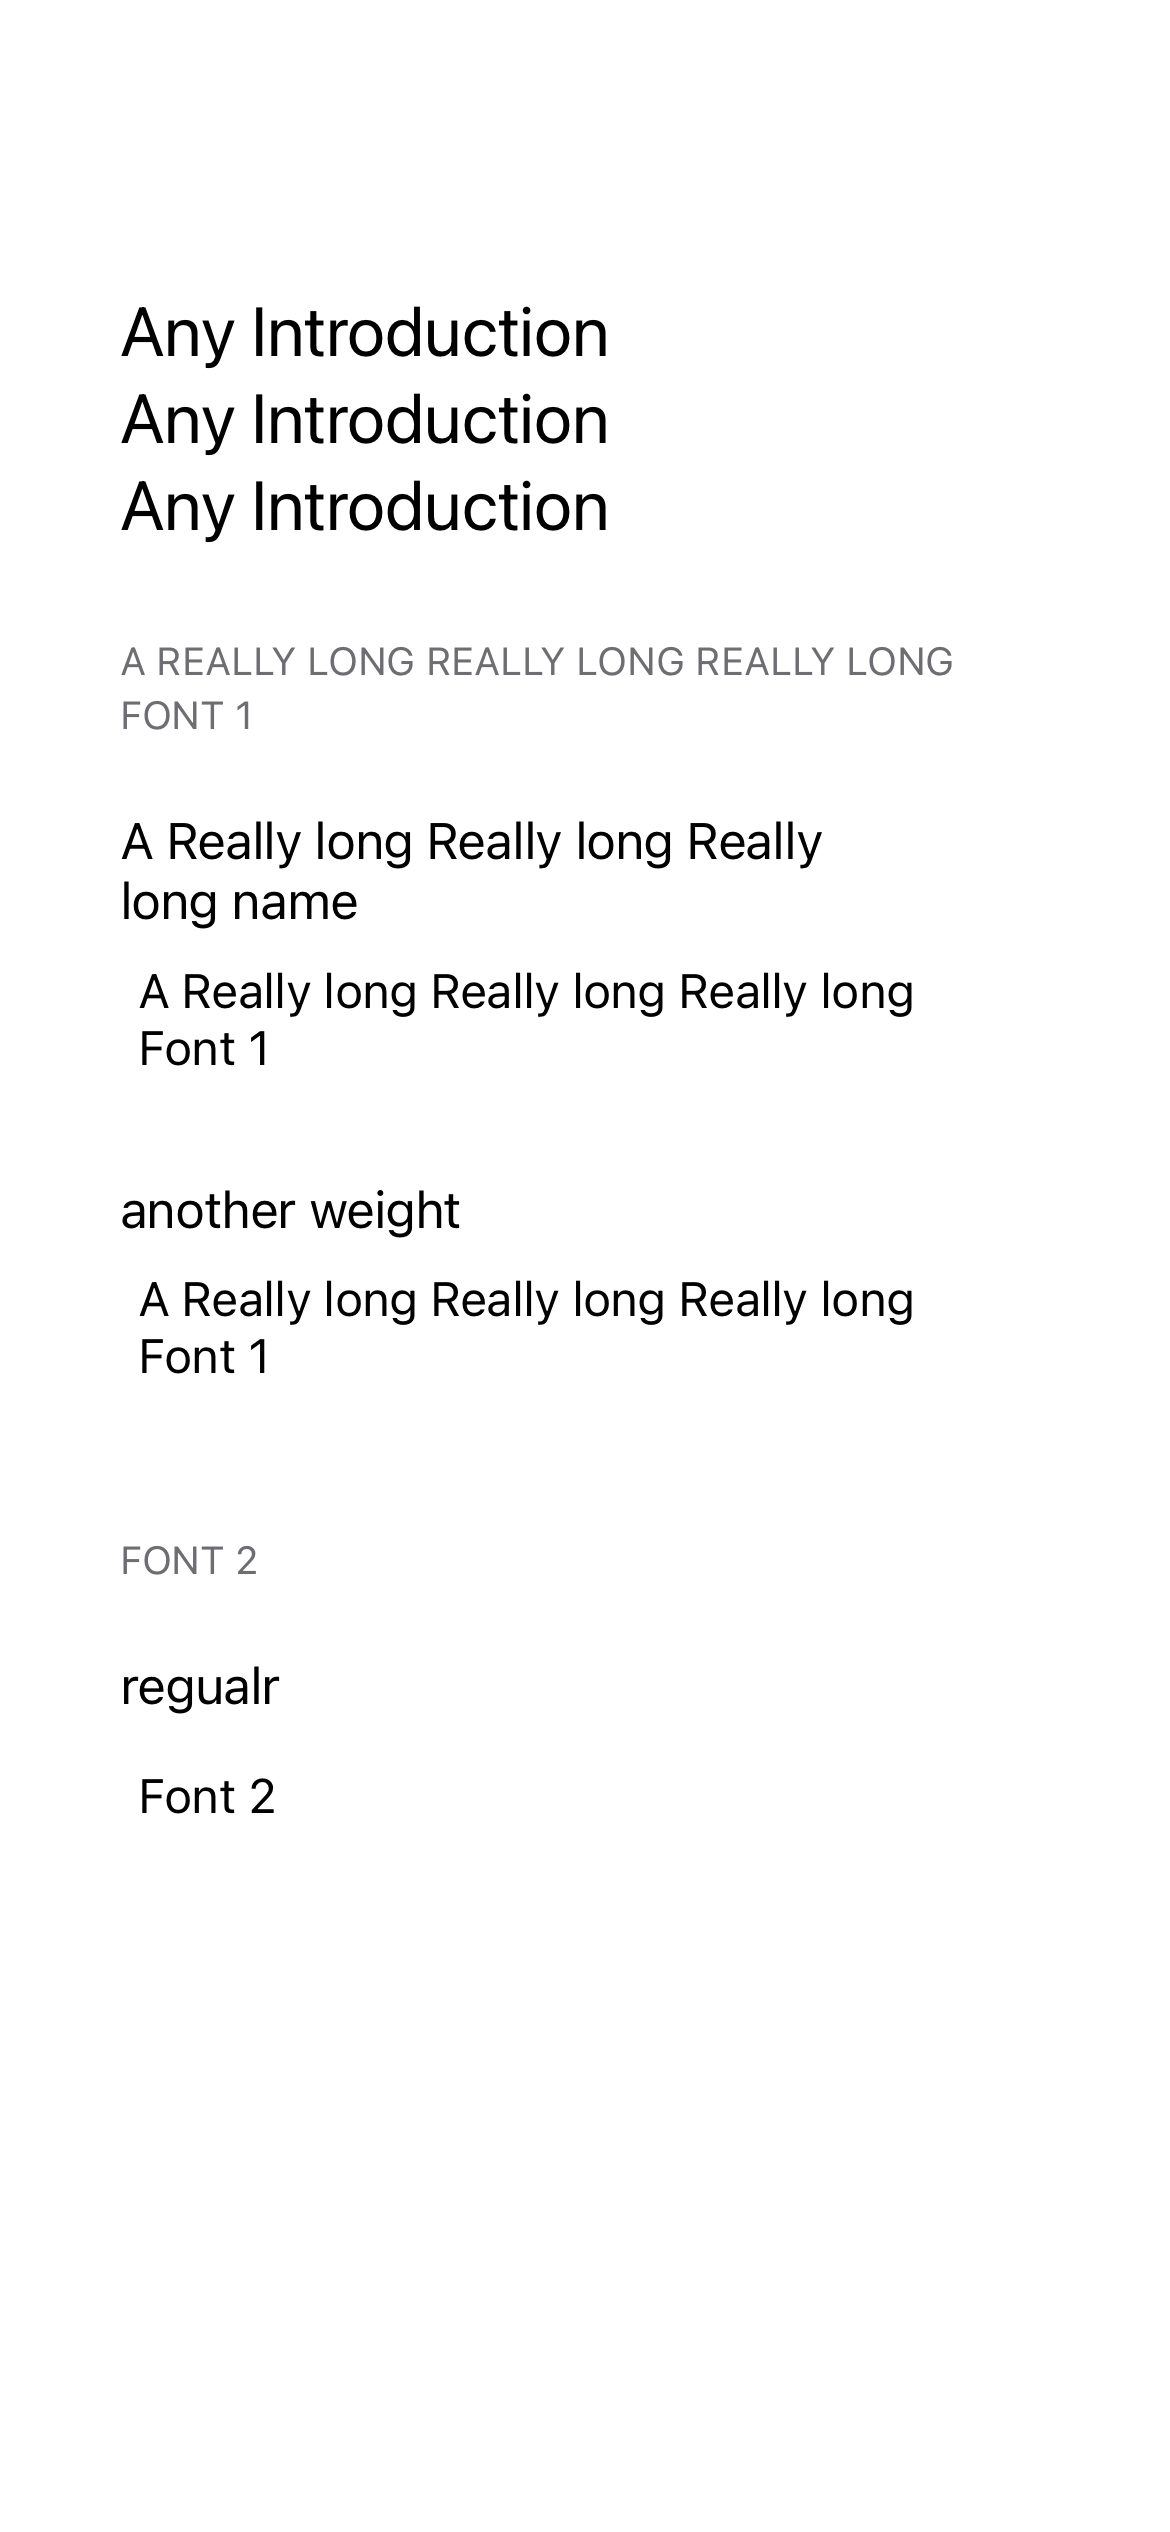 Any Introduction
Any Introduction
Any Introduction
A REALLY LONG REALLY LONG REALLY LONG
FONT 1
A Really long Really long Really
long name
A Really long Really long Really long
Font 1
another weight
A Really long Really long Really long
Font 1
FONT 2
regualr
Font 2